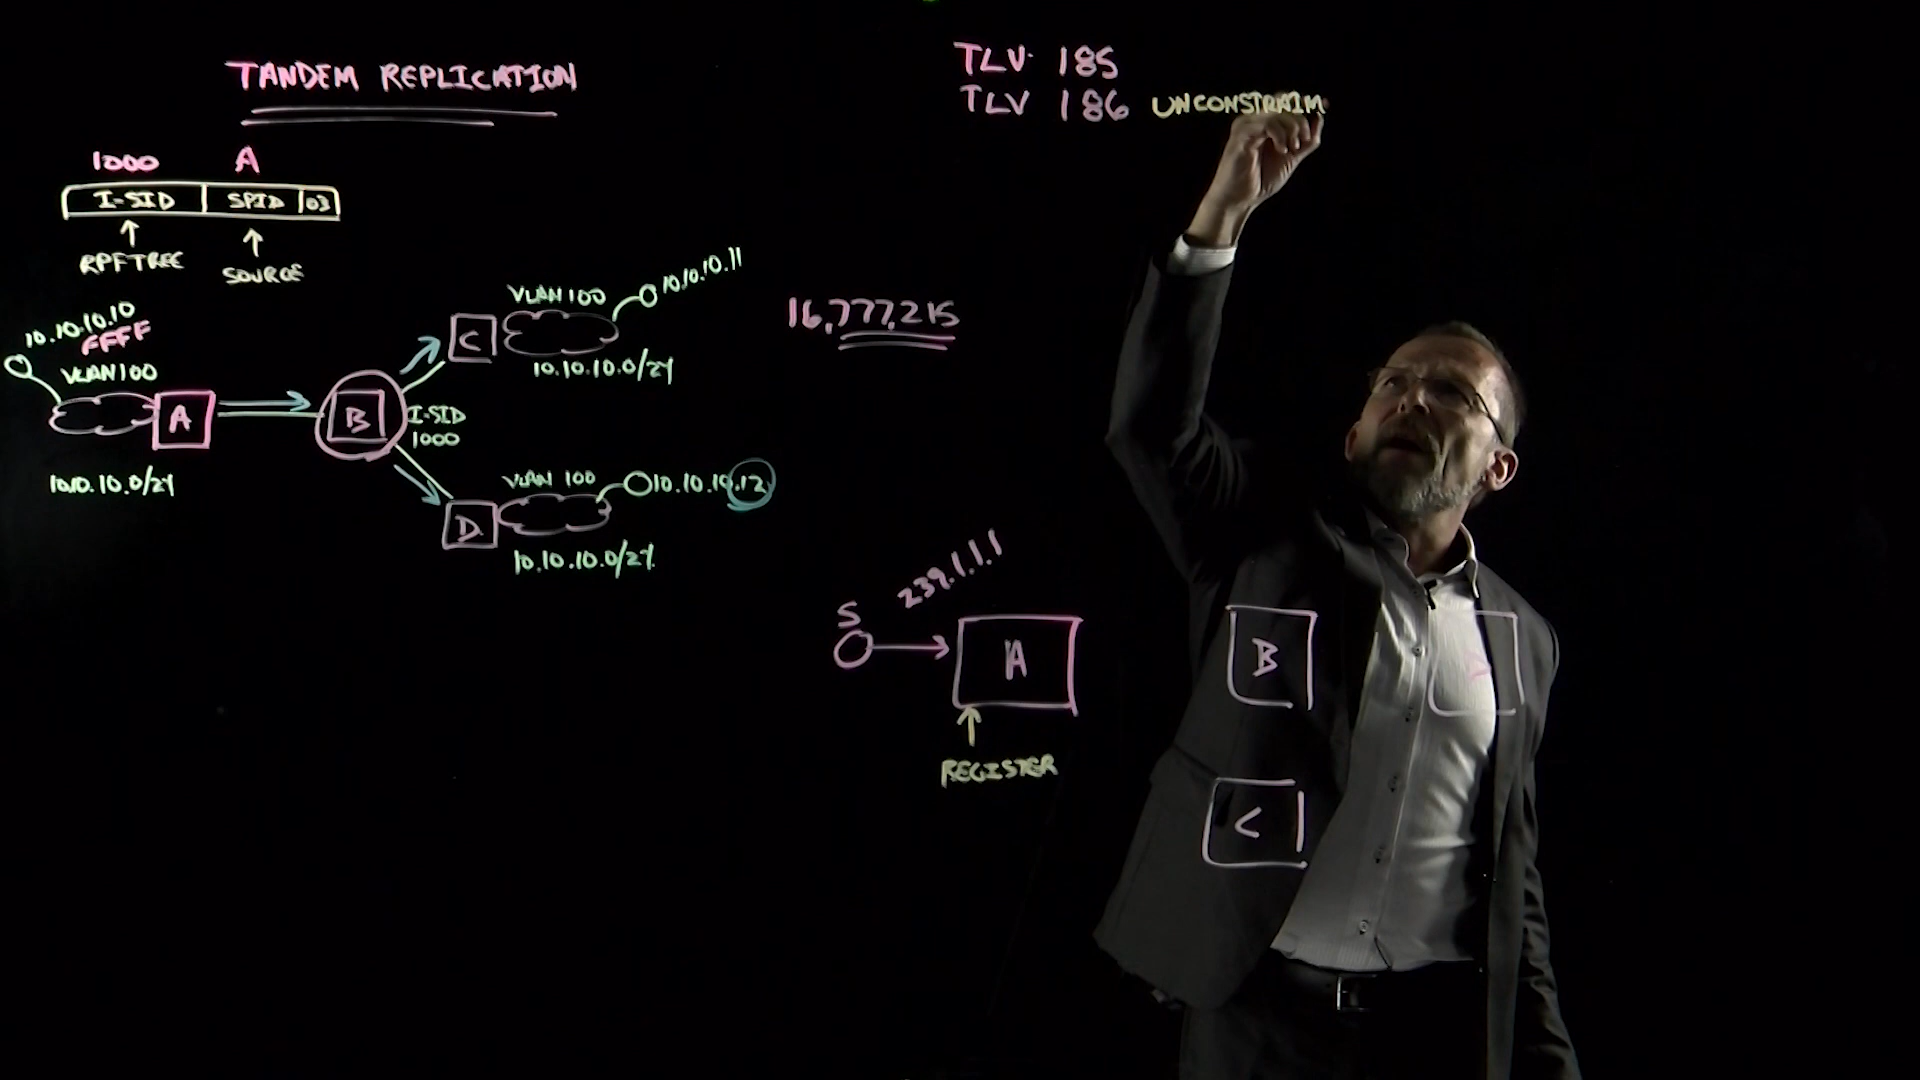 TANDEM REPLICATION
1000 A
I-SID SPID 03
RPFTREE
SOURCE
10.10.10.10
FFFF
VLAN 100
A
10.10.10.0/24
B
I-SID
1000
C
VLAN 100
10.10.10.11
10.10.10.0/24
D
VLAN 100
10.10.10.12
10.10.10.0/24
TLV 185
TLV 186 UNCONSTRAIN
16,777,215
S
239.1.1.1
A
REGISTER
B
C